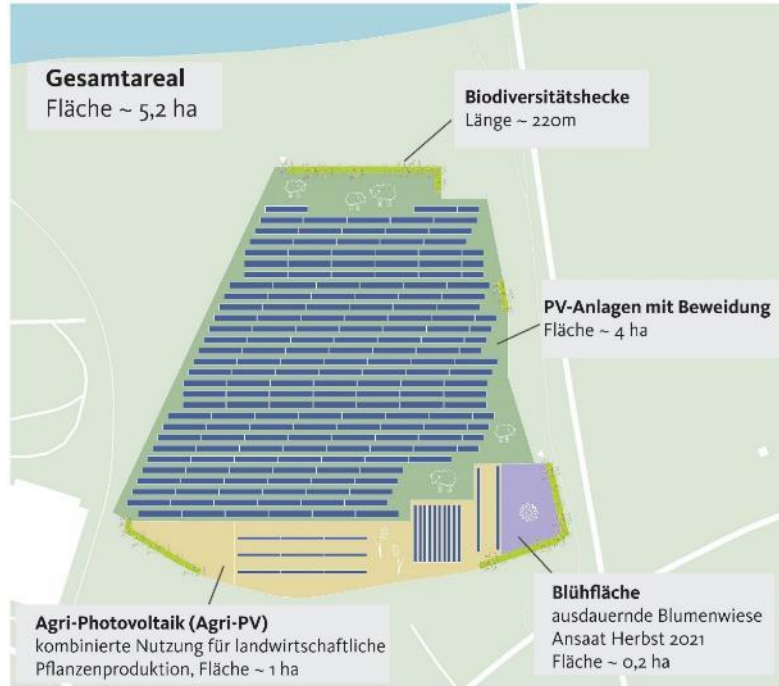 Gesamtareal
Fläche ~ 5,2 ha
Biodiversitätshecke
Länge ~ 220m
PV-Anlagen mit Beweidung
Fläche ~ 4 ha
Agri-Photovoltaik (Agri-PV)
kombinierte Nutzung für landwirtschaftliche
Pflanzenproduktion, Fläche ~ 1 ha
Blühfläche
ausdauernde Blumenwiese
Ansaat Herbst 2021
Fläche ~ 0,2 ha